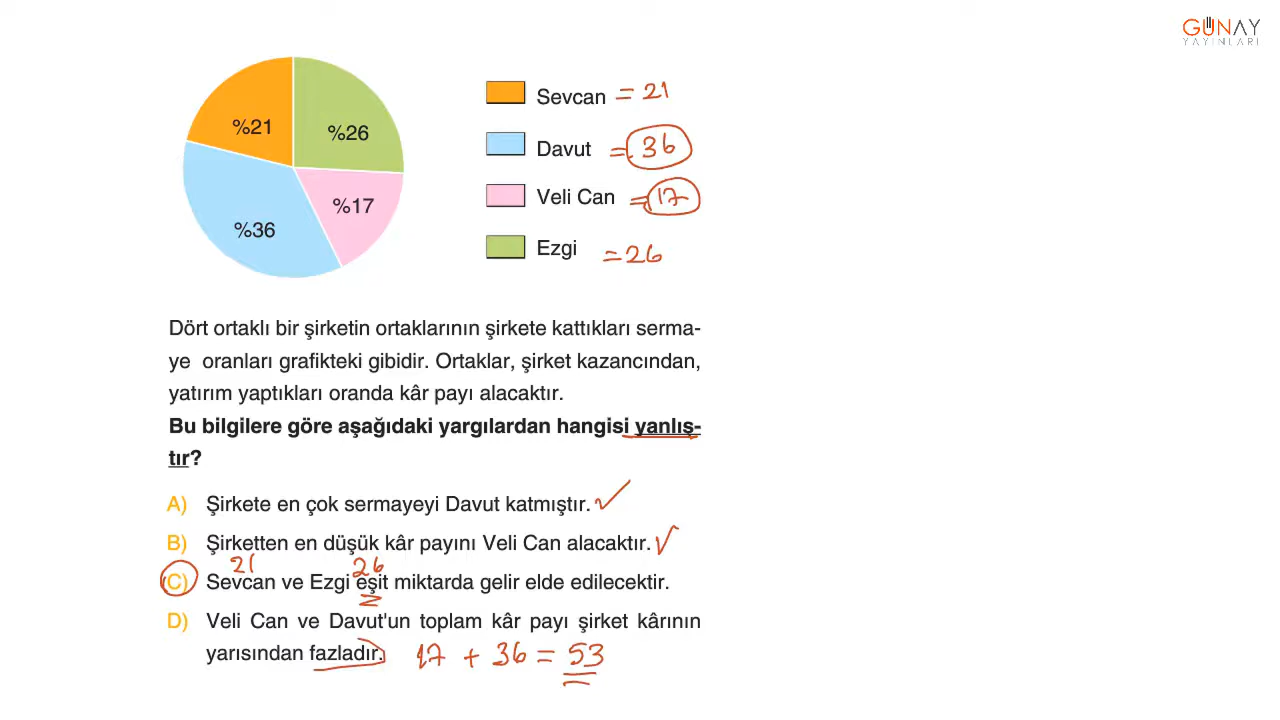 GÜNAY
YAYINLARI
%21
%26
%36
%17
Sevcan = 21
Davut = 36
Veli Can = 17
Ezgi = 26
Dört ortaklı bir şirketin ortaklarının şirkete kattıkları serma-
ye oranları grafikteki gibidir. Ortaklar, şirket kazancından,
yatırım yaptıkları oranda kâr payı alacaktır.
Bu bilgilere göre aşağıdaki yargılardan hangisi yanlış-
tır?
A) Şirkete en çok sermayeyi Davut katmıştır. ✓
B) Şirketten en düşük kâr payını Veli Can alacaktır. ✓
21 26
C) Sevcan ve Ezgi eşit miktarda gelir elde edilecektir.
D) Veli Can ve Davut'un toplam kâr payı şirket kârının
yarısından fazladır. 17 + 36 = 53